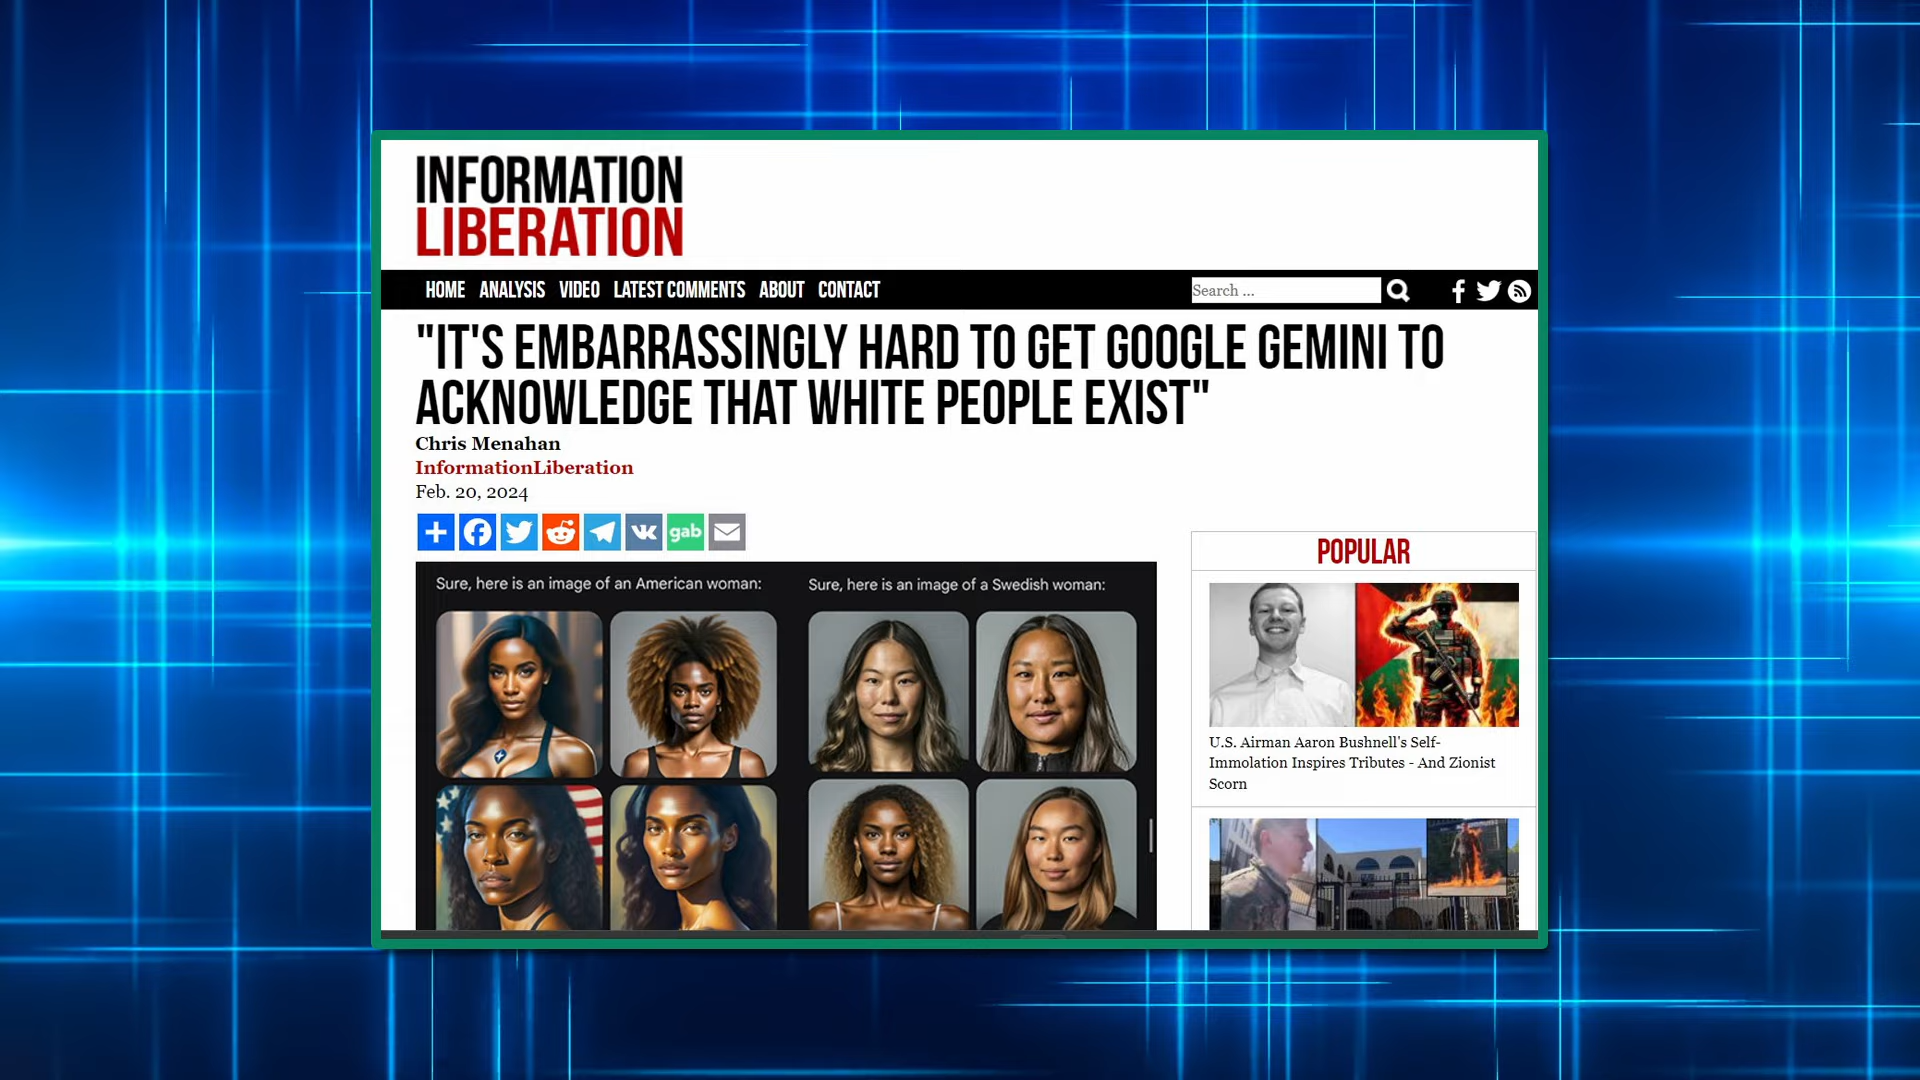 INFORMATION
LIBERATION
HOME ANALYSIS VIDEO LATEST COMMENTS ABOUT CONTACT
Search ...
"IT'S EMBARRASSINGLY HARD TO GET GOOGLE GEMINI TO
ACKNOWLEDGE THAT WHITE PEOPLE EXIST"
Chris Menahan
InformationLiberation
Feb. 20, 2024
gab
Sure, here is an image of an American woman:
Sure, here is an image of a Swedish woman:
POPULAR
U.S. Airman Aaron Bushnell's Self-
Immolation Inspires Tributes - And Zionist
Scorn